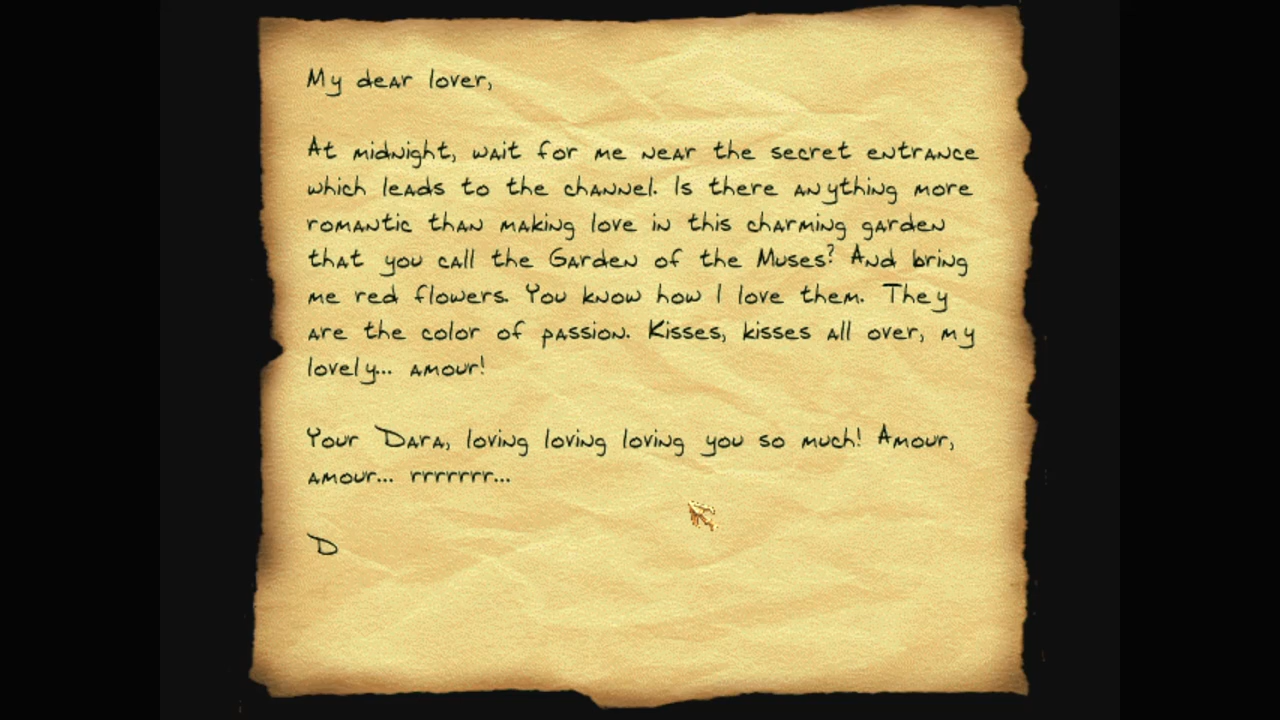 My dear lover,
At midnight, wait for me near the secret entrance
which leads to the channel. Is there anything more
romantic than making love in this charming garden
that you call the Garden of the Muses? And bring
me red flowers. You know how I love them. They
are the color of passion. Kisses, kisses all over, my
lovely... amour!
Your Dara, loving loving loving you so much! Amour,
amour... rrrrrrr...
D